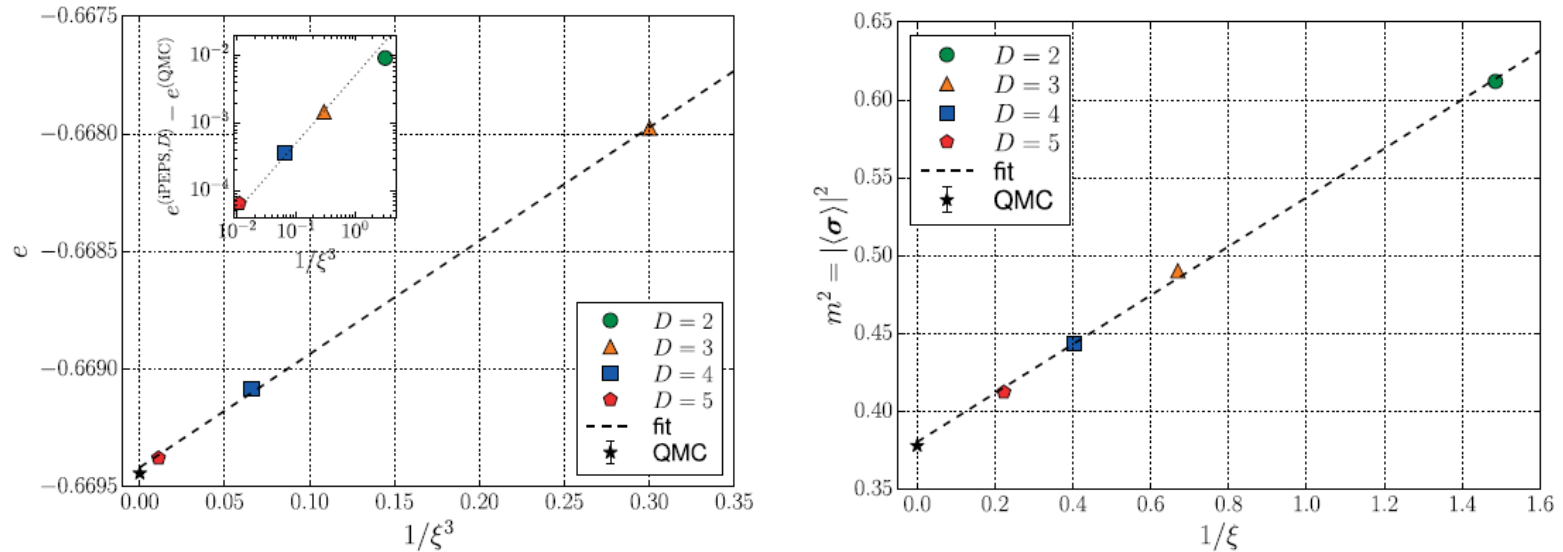 −0.6675
−0.6680
−0.6685
−0.6690
−0.6695
e
0.00 0.05 0.10 0.15 0.20 0.25 0.30 0.35
1/ξ³
e^(iPEPS,D) − e^(QMC)
10⁻²
10⁻³
10⁻⁴
10⁻² 10⁻¹ 10⁰
1/ξ³
D = 2
D = 3
D = 4
D = 5
fit
QMC
0.65
0.60
0.55
0.50
0.45
0.40
0.35
m² = |⟨σ⟩|²
0.0 0.2 0.4 0.6 0.8 1.0 1.2 1.4 1.6
1/ξ
D = 2
D = 3
D = 4
D = 5
fit
QMC